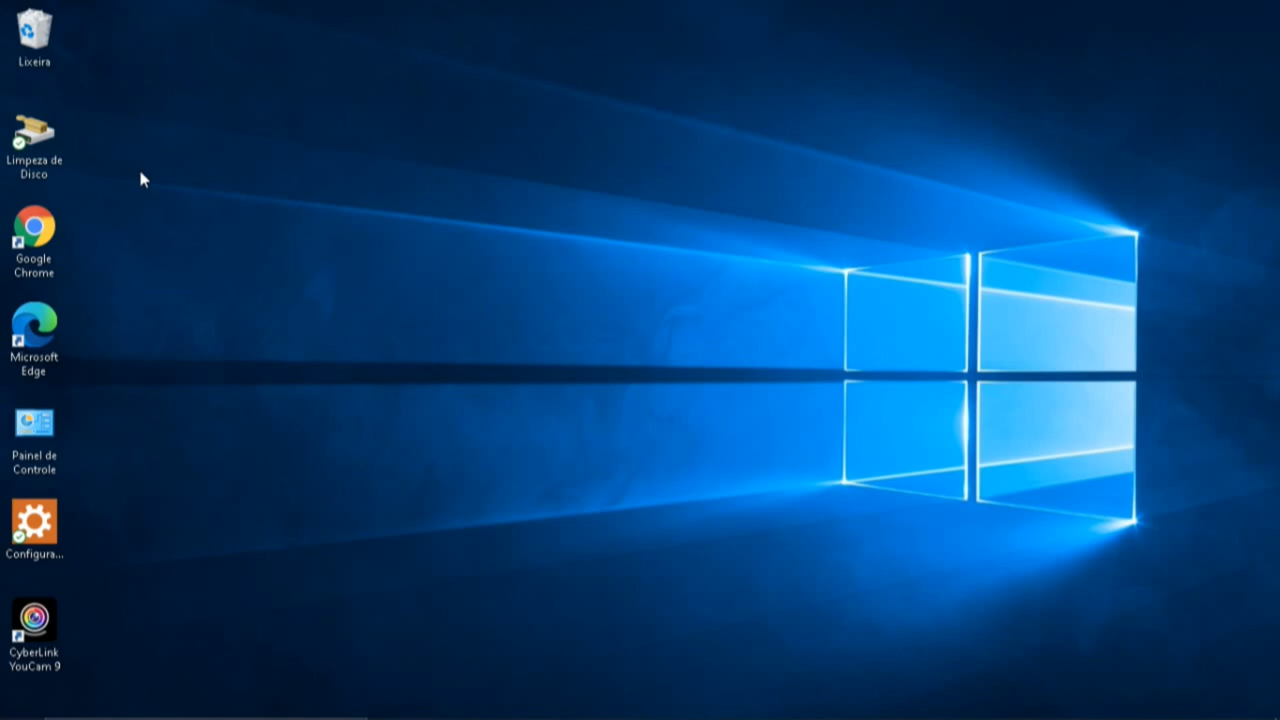 Lixeira
Limpeza de
Disco
Google
Chrome
Microsoft
Edge
Painel de
Controle
Configura...
CyberLink
YouCam 9